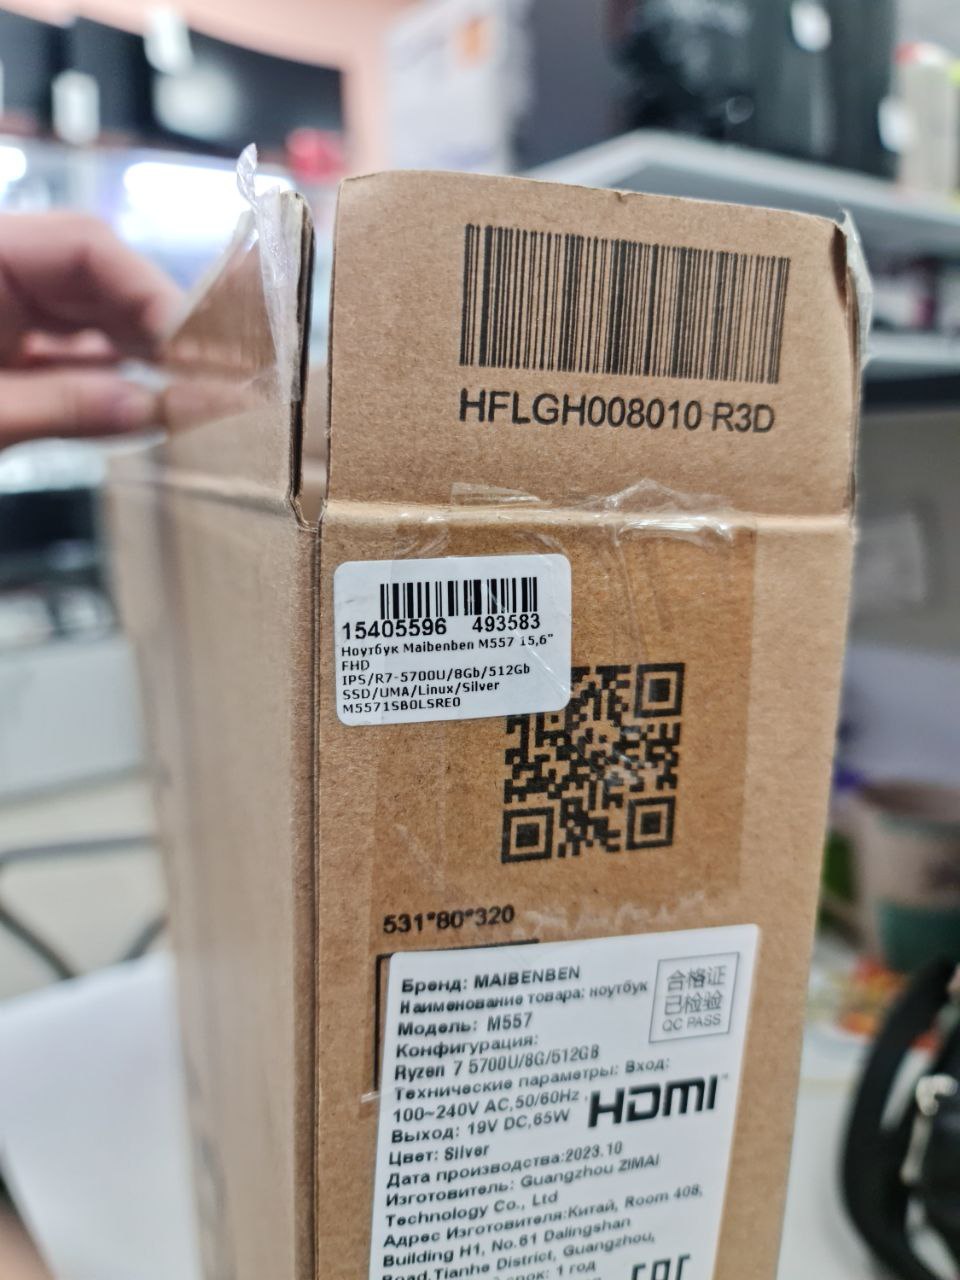 HFLGH008010 R3D
15405596 493583
Ноутбук Maibenben M557 15,6"
FHD
IPS/R7-5700U/8Gb/512Gb
SSD/UMA/Linux/Silver
M5571SB0LSRE0
531*80*320
Бренд: MAIBENBEN
Наименование товара: ноутбук
Модель: M557
Конфигурация:
Ryzen 7 5700U/8G/512GB
Технические параметры: Вход:
100~240V AC,50/60Hz,
Выход: 19V DC,65W
Цвет: Silver
Дата производства:2023.10
Изготовитель: Guangzhou ZIMAI
Technology Co., Ltd
Адрес Изготовителя:Китай, Room 408,
Building H1, No.61 Dalingshan
Road,Tianhe District, Guangzhou,
срок: 1 год
合格证
已检验
QC PASS
HDMI
EAC